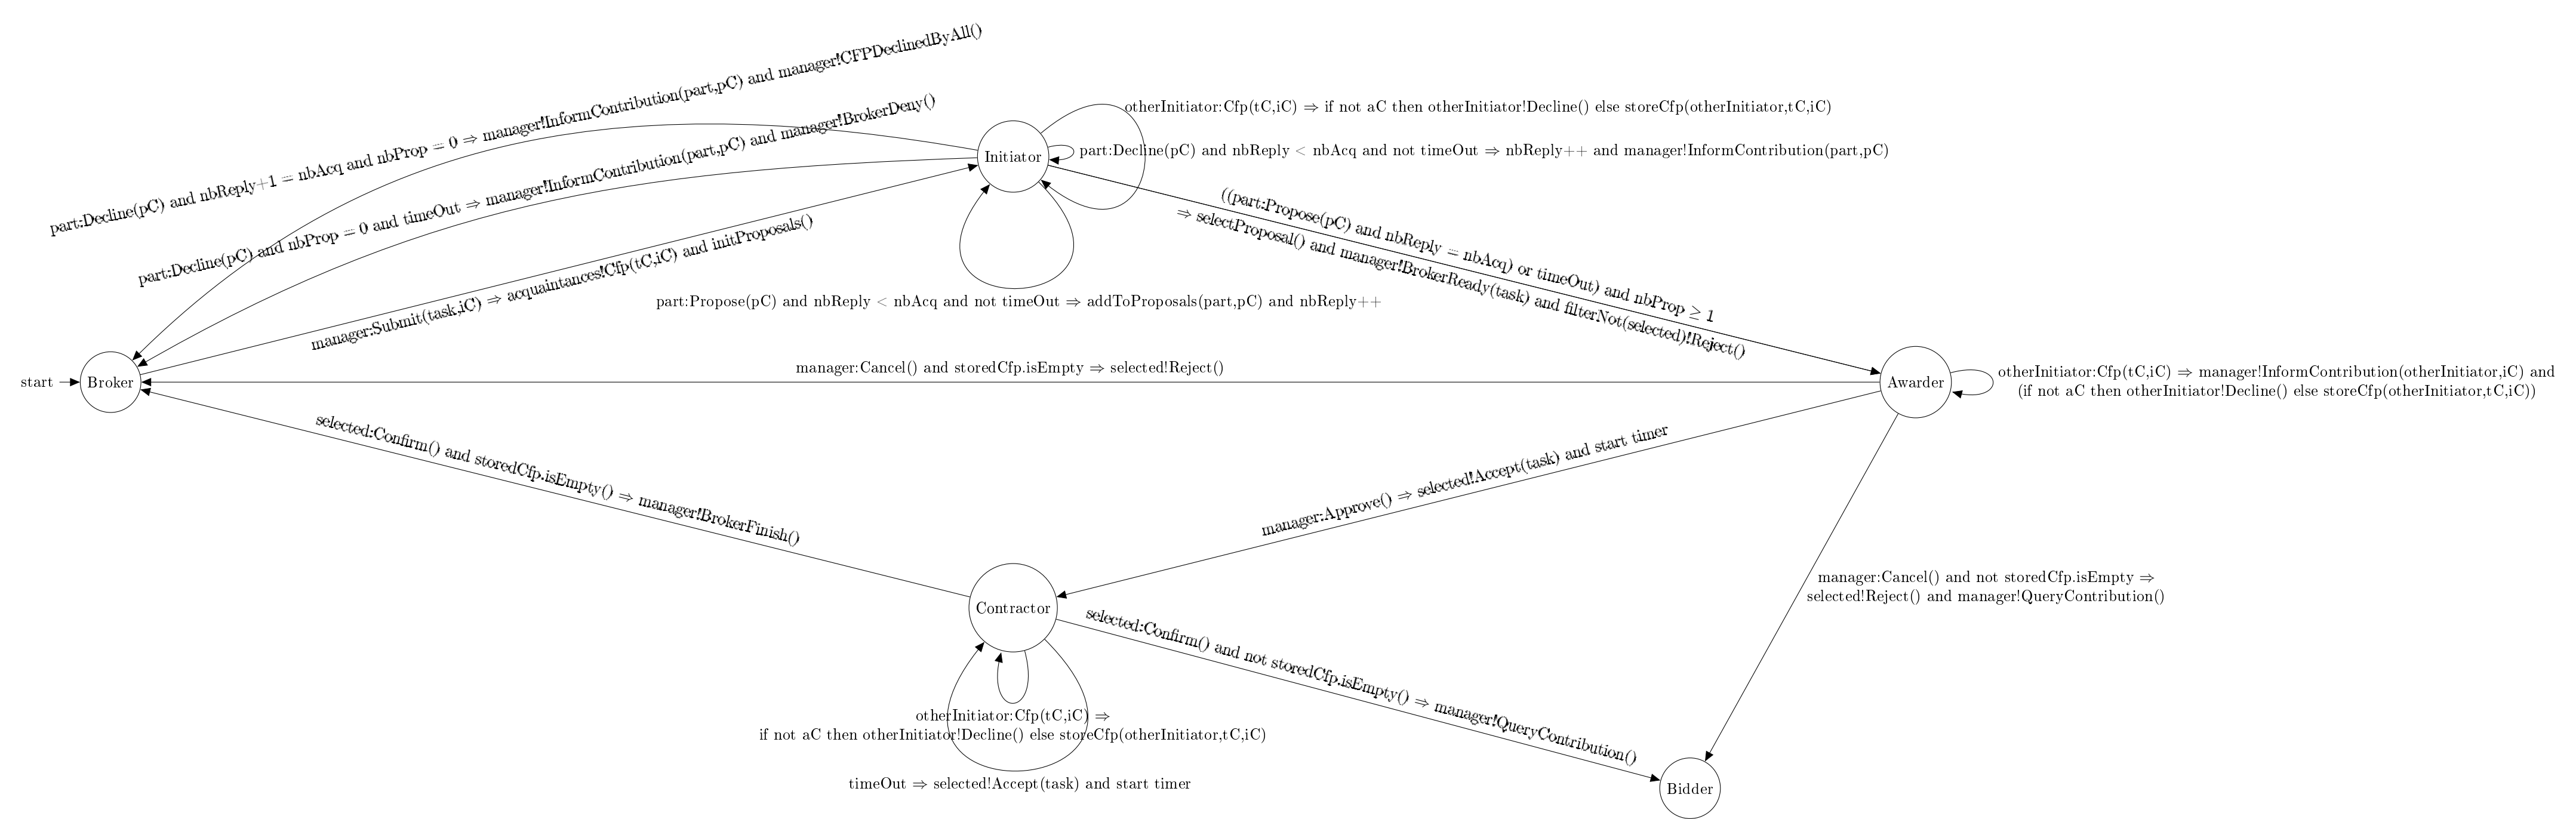 part:Decline(pC) and nbReply+1 = nbAcq and nbProp = 0 ⇒ manager!InformContribution(part,pC) and manager!CFPDeclinedByAll()
part:Decline(pC) and nbProp = 0 and timeOut ⇒ manager!InformContribution(part,pC) and manager!BrokerDeny()
manager:Submit(task,iC) ⇒ acquaintances!Cfp(tC,iC) and initProposals()
Initiator
otherInitiator:Cfp(tC,iC) ⇒ if not aC then otherInitiator!Decline() else storeCfp(otherInitiator,tC,iC)
part:Decline(pC) and nbReply < nbAcq and not timeOut ⇒ nbReply++ and manager!InformContribution(part,pC)
part:Propose(pC) and nbReply < nbAcq and not timeOut ⇒ addToProposals(part,pC) and nbReply++
((part:Propose(pC) and nbReply = nbAcq) or timeOut) and nbProp ≥ 1
⇒ selectProposal() and manager!BrokerReady(task) and filterNot(selected)!Reject()
start
Broker
manager:Cancel() and storedCfp.isEmpty ⇒ selected!Reject()
Awarder
otherInitiator:Cfp(tC,iC) ⇒ manager!InformContribution(otherInitiator,iC) and
(if not aC then otherInitiator!Decline() else storeCfp(otherInitiator,tC,iC))
selected:Confirm() and storedCfp.isEmpty() ⇒ manager!BrokerFinish()
manager:Approve() ⇒ selected!Accept(task) and start timer
manager:Cancel() and not storedCfp.isEmpty ⇒
selected!Reject() and manager!QueryContribution()
Contractor
selected:Confirm() and not storedCfp.isEmpty() ⇒ manager!QueryContribution()
otherInitiator:Cfp(tC,iC) ⇒
if not aC then otherInitiator!Decline() else storeCfp(otherInitiator,tC,iC)
timeOut ⇒ selected!Accept(task) and start timer
Bidder